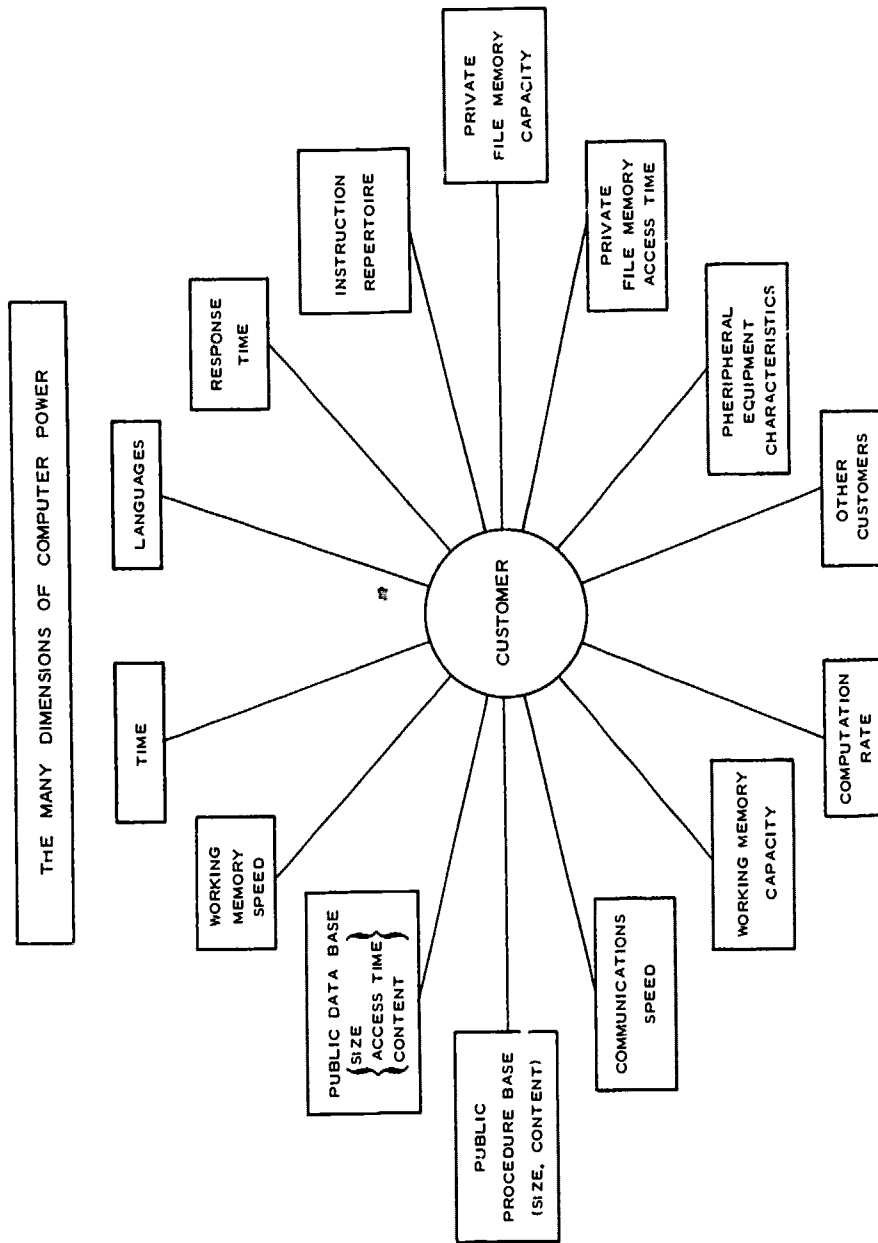 THE MANY DIMENSIONS OF COMPUTER POWER
TIME
LANGUAGES
WORKING
MEMORY
SPEED
RESPONSE
TIME
PUBLIC DATA BASE
SIZE
ACCESS TIME
CONTENT
INSTRUCTION
REPERTOIRE
PUBLIC
PROCEDURE BASE
(SIZE, CONTENT)
CUSTOMER
PRIVATE
FILE MEMORY
CAPACITY
COMMUNICATIONS
SPEED
PRIVATE
FILE MEMORY
ACCESS TIME
WORKING MEMORY
CAPACITY
PHERIPHERAL
EQUIPMENT
CHARACTERISTICS
COMPUTATION
RATE
OTHER
CUSTOMERS